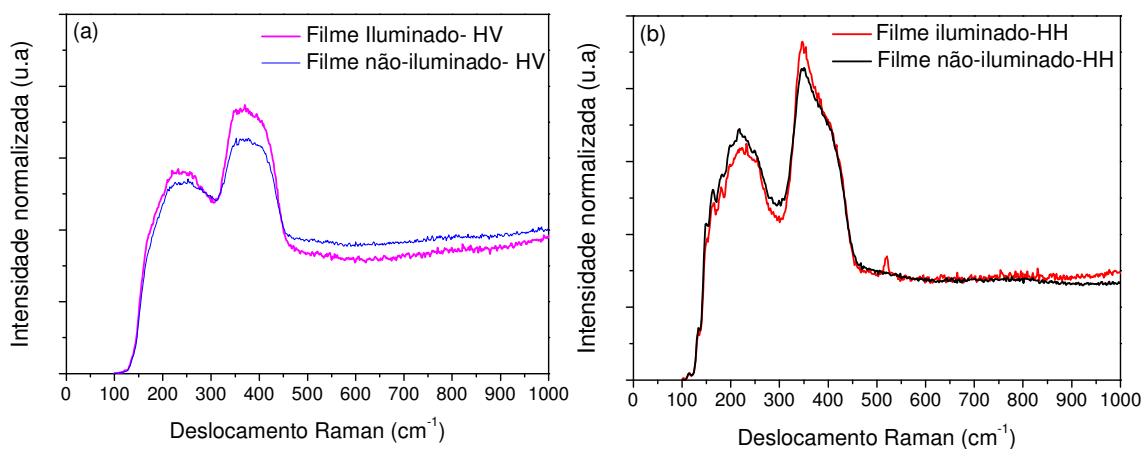 (a)
Filme Iluminado- HV
Filme não-iluminado- HV
Intensidade normalizada (u.a)
0 100 200 300 400 500 600 700 800 900 1000
Deslocamento Raman (cm⁻¹)
(b)
Filme iluminado-HH
Filme não-iluminado-HH
Intensidade normalizada (u.a)
0 100 200 300 400 500 600 700 800 900 1000
Deslocamento Raman (cm⁻¹)